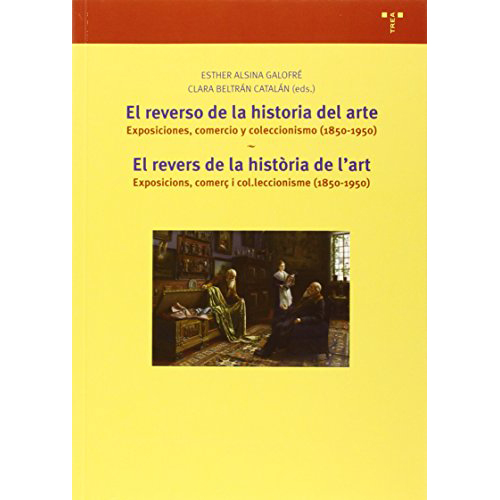 TREA
ESTHER ALSINA GALOFRÉ
CLARA BELTRÁN CATALÁN (eds.)
El reverso de la historia del arte
Exposiciones, comercio y coleccionismo (1850-1950)
~
El revers de la història de l'art
Exposicions, comerç i col.leccionisme (1850-1950)